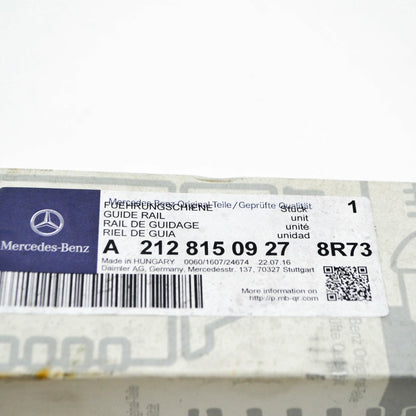 Mercedes-Benz Original-Teile/Geprüfte Qualität
FUEHRUNGSCHIENE Stück 1
GUIDE RAIL unit
RAIL DE GUIDAGE unité
RIEL DE GUIA unidad
Mercedes-Benz
A 212 815 09 27 8R73
Made in HUNGARY 0060/1607/24674 22.07.16
Daimler AG, Germany, Mercedesstr. 137, 70327 Stuttgart
More information on
http://p.mb-qr.com